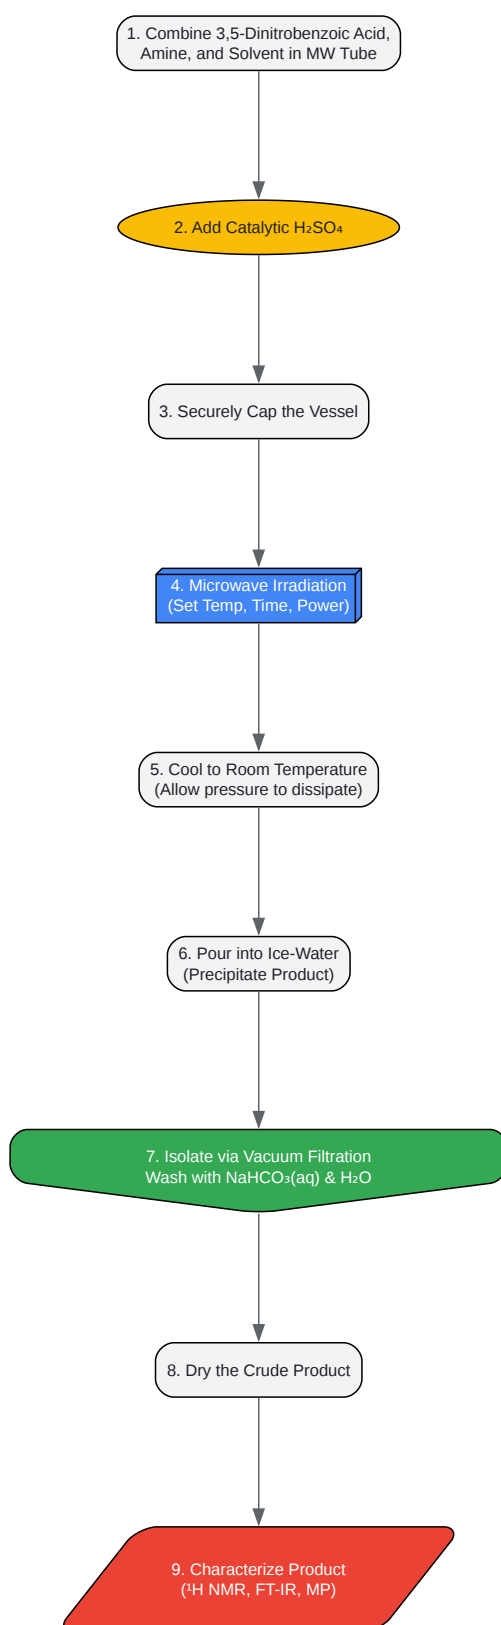 1. Combine 3,5-Dinitrobenzoic Acid,
Amine, and Solvent in MW Tube
2. Add Catalytic H₂SO₄
3. Securely Cap the Vessel
4. Microwave Irradiation
(Set Temp, Time, Power)
5. Cool to Room Temperature
(Allow pressure to dissipate)
6. Pour into Ice-Water
(Precipitate Product)
7. Isolate via Vacuum Filtration
Wash with NaHCO₃(aq) & H₂O
8. Dry the Crude Product
9. Characterize Product
(¹H NMR, FT-IR, MP)